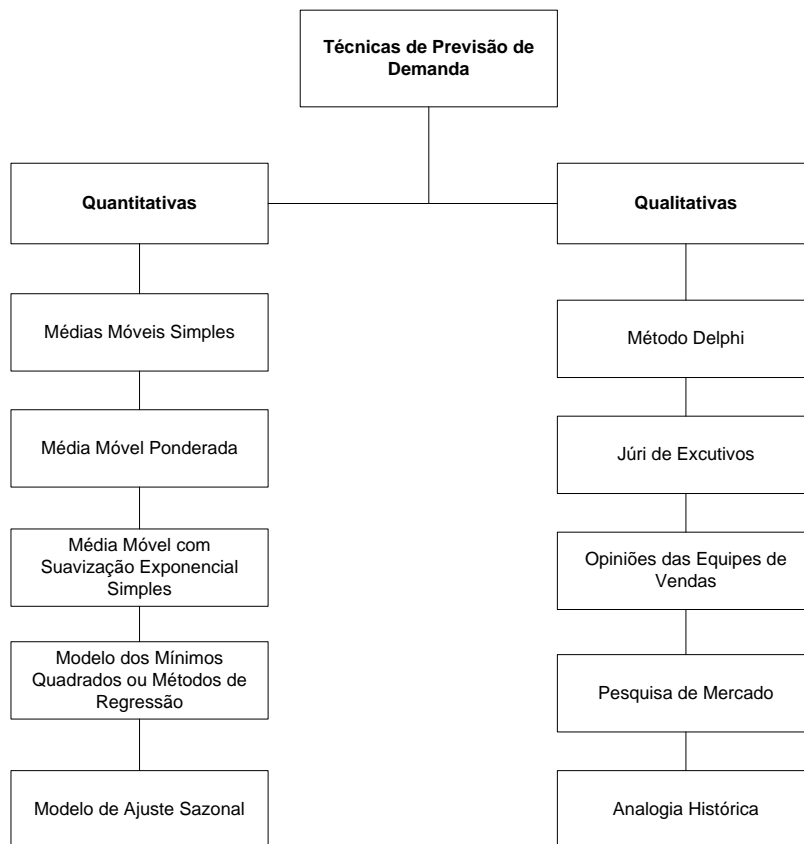 Técnicas de Previsão de
Demanda
Quantitativas
Qualitativas
Médias Móveis Simples
Método Delphi
Média Móvel Ponderada
Júri de Excutivos
Média Móvel com
Suavização Exponencial
Simples
Opiniões das Equipes de
Vendas
Modelo dos Mínimos
Quadrados ou Métodos de
Regressão
Pesquisa de Mercado
Modelo de Ajuste Sazonal
Analogia Histórica